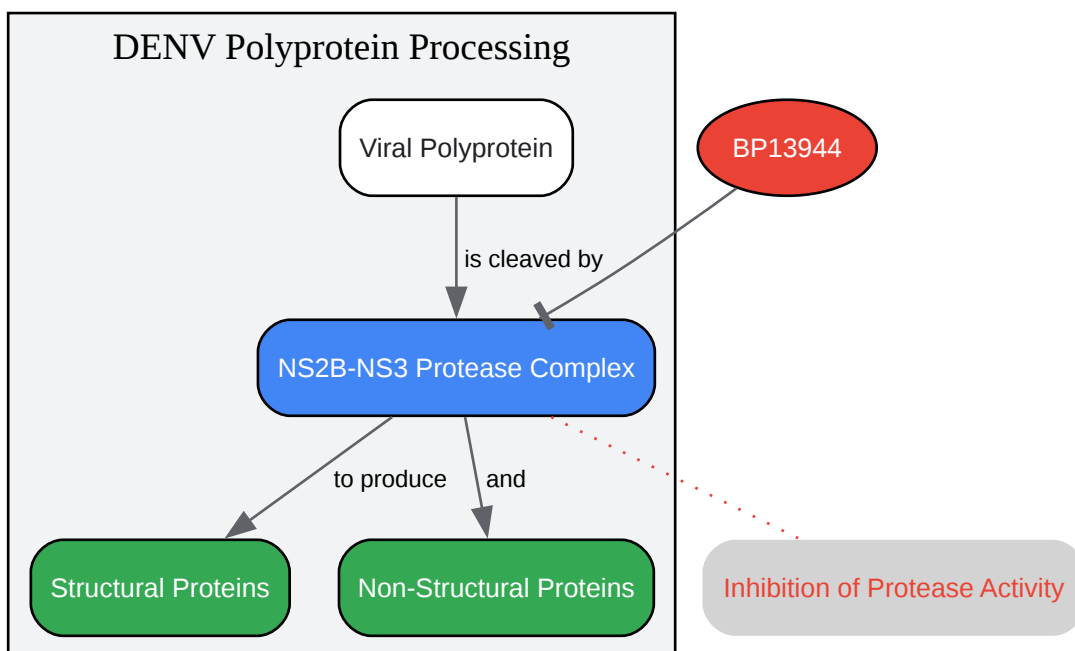 DENV Polyprotein Processing
Viral Polyprotein
BP13944
is cleaved by
NS2B-NS3 Protease Complex
to produce
and
Structural Proteins
Non-Structural Proteins
Inhibition of Protease Activity